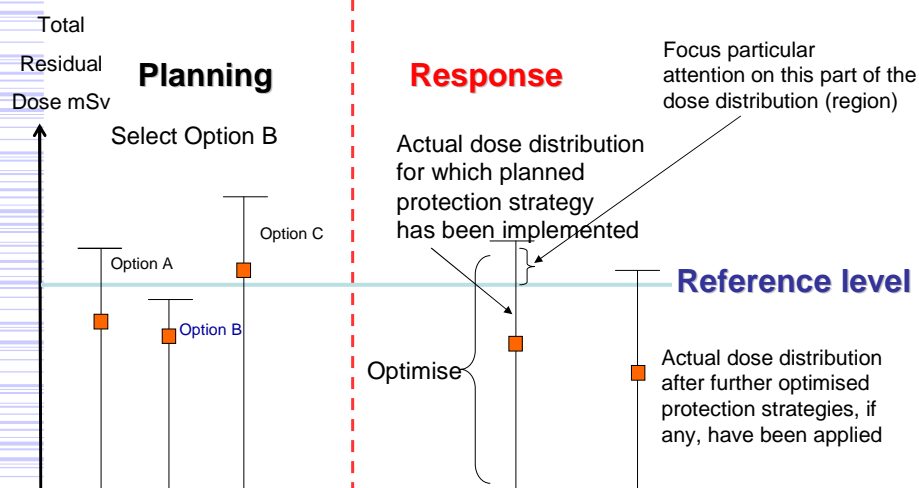 Total
Residual
Dose mSv
Planning
Select Option B
Option A
Option B
Option C
Response
Actual dose distribution
for which planned
protection strategy
has been implemented
Focus particular
attention on this part of the
dose distribution (region)
Optimise
Reference level
Actual dose distribution
after further optimised
protection strategies, if
any, have been applied